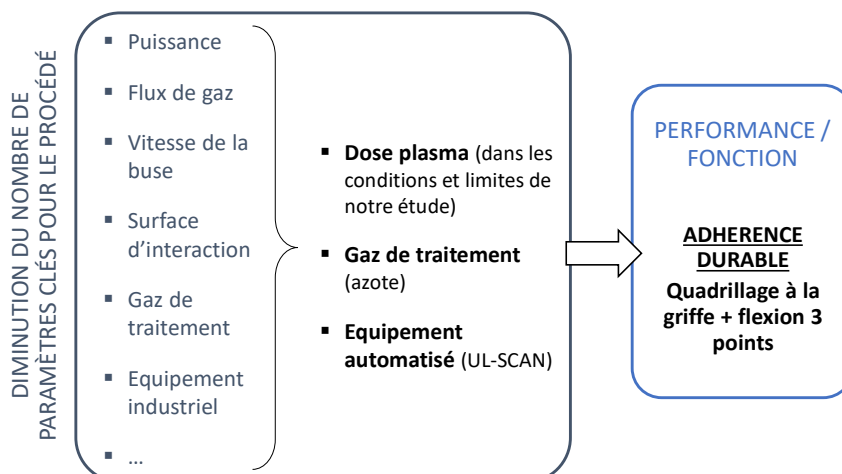 DIMINUTION DU NOMBRE DE
PARAMÈTRES CLÉS POUR LE PROCÉDÉ
▪ Puissance
▪ Flux de gaz
▪ Vitesse de la
buse
▪ Surface
d’interaction
▪ Gaz de
traitement
▪ Equipement
industriel
▪ …
▪ Dose plasma (dans les
conditions et limites de
notre étude)
▪ Gaz de traitement
(azote)
▪ Equipement
automatisé (UL-SCAN)
PERFORMANCE /
FONCTION
ADHERENCE
DURABLE
Quadrillage à la
griffe + flexion 3
points